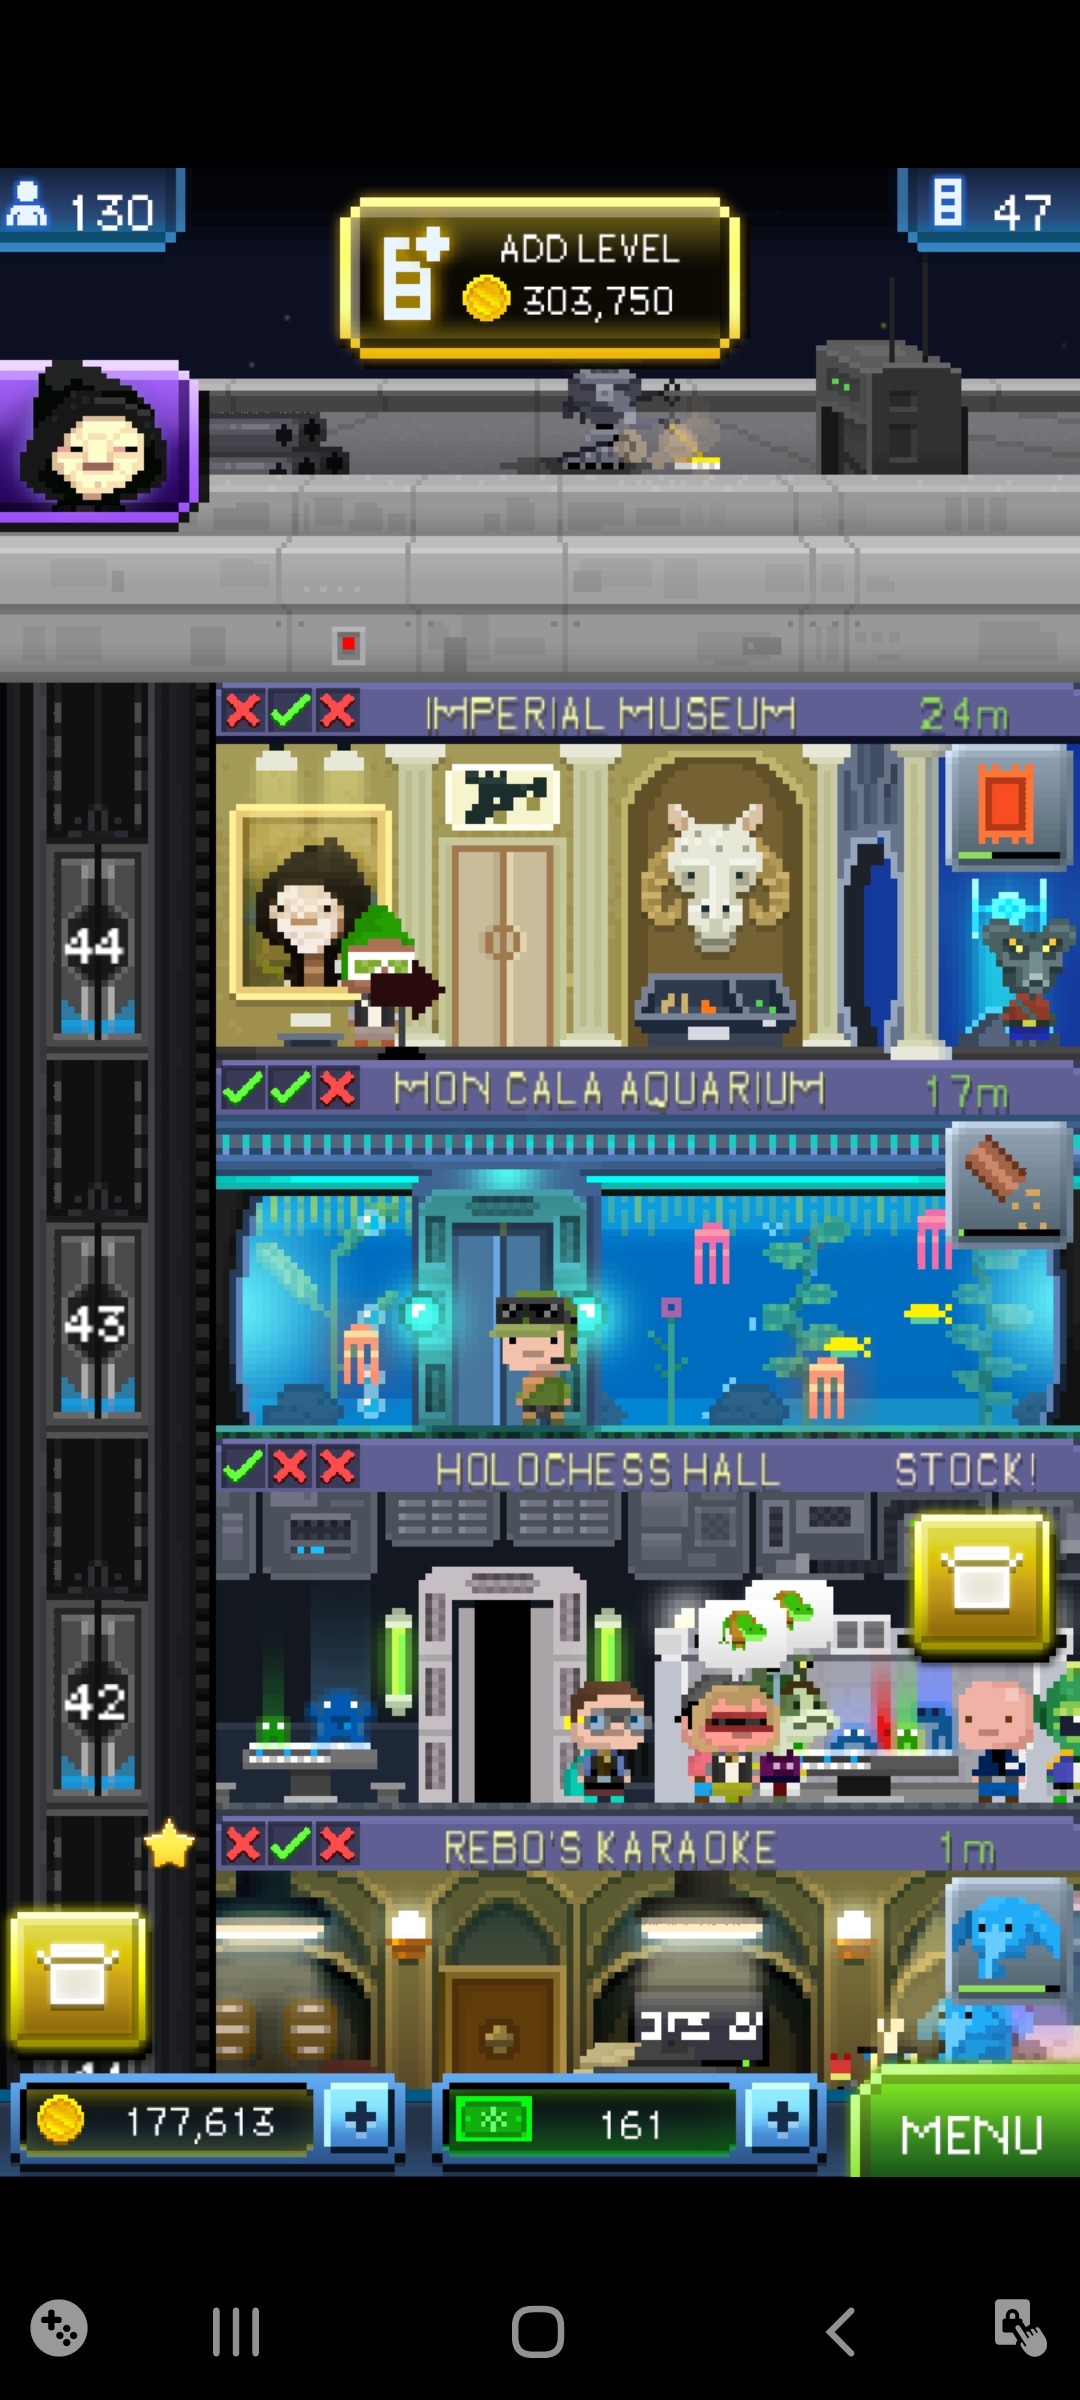 130
ADD LEVEL
303,750
47
IMPERIAL MUSEUM 24m
44
MON CALA AQUARIUM 17m
43
HOLOCHESS HALL STOCK!
42
REBO'S KARAOKE 1m
177,613
161
MENU